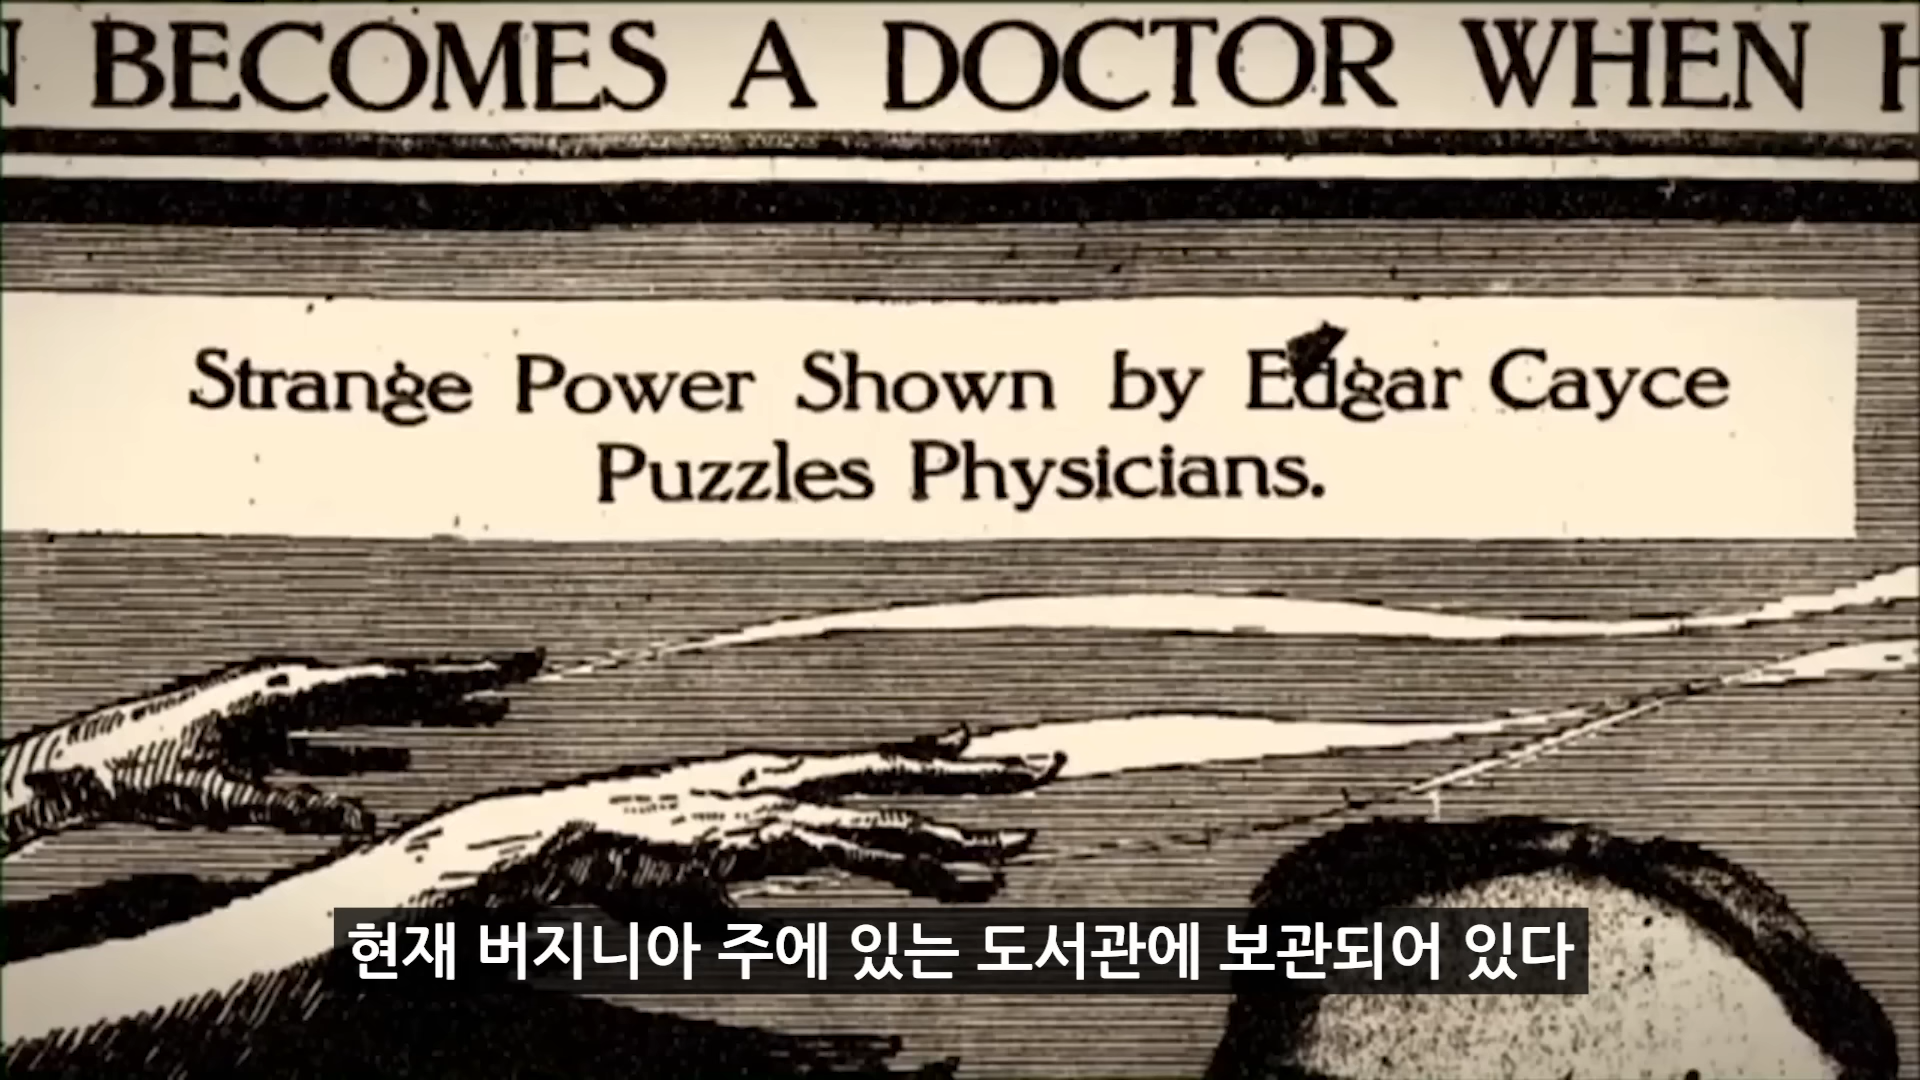 BECOMES A DOCTOR WHEN
Strange Power Shown by Edgar Cayce
Puzzles Physicians.
현재 버지니아 주에 있는 도서관에 보관되어 있다